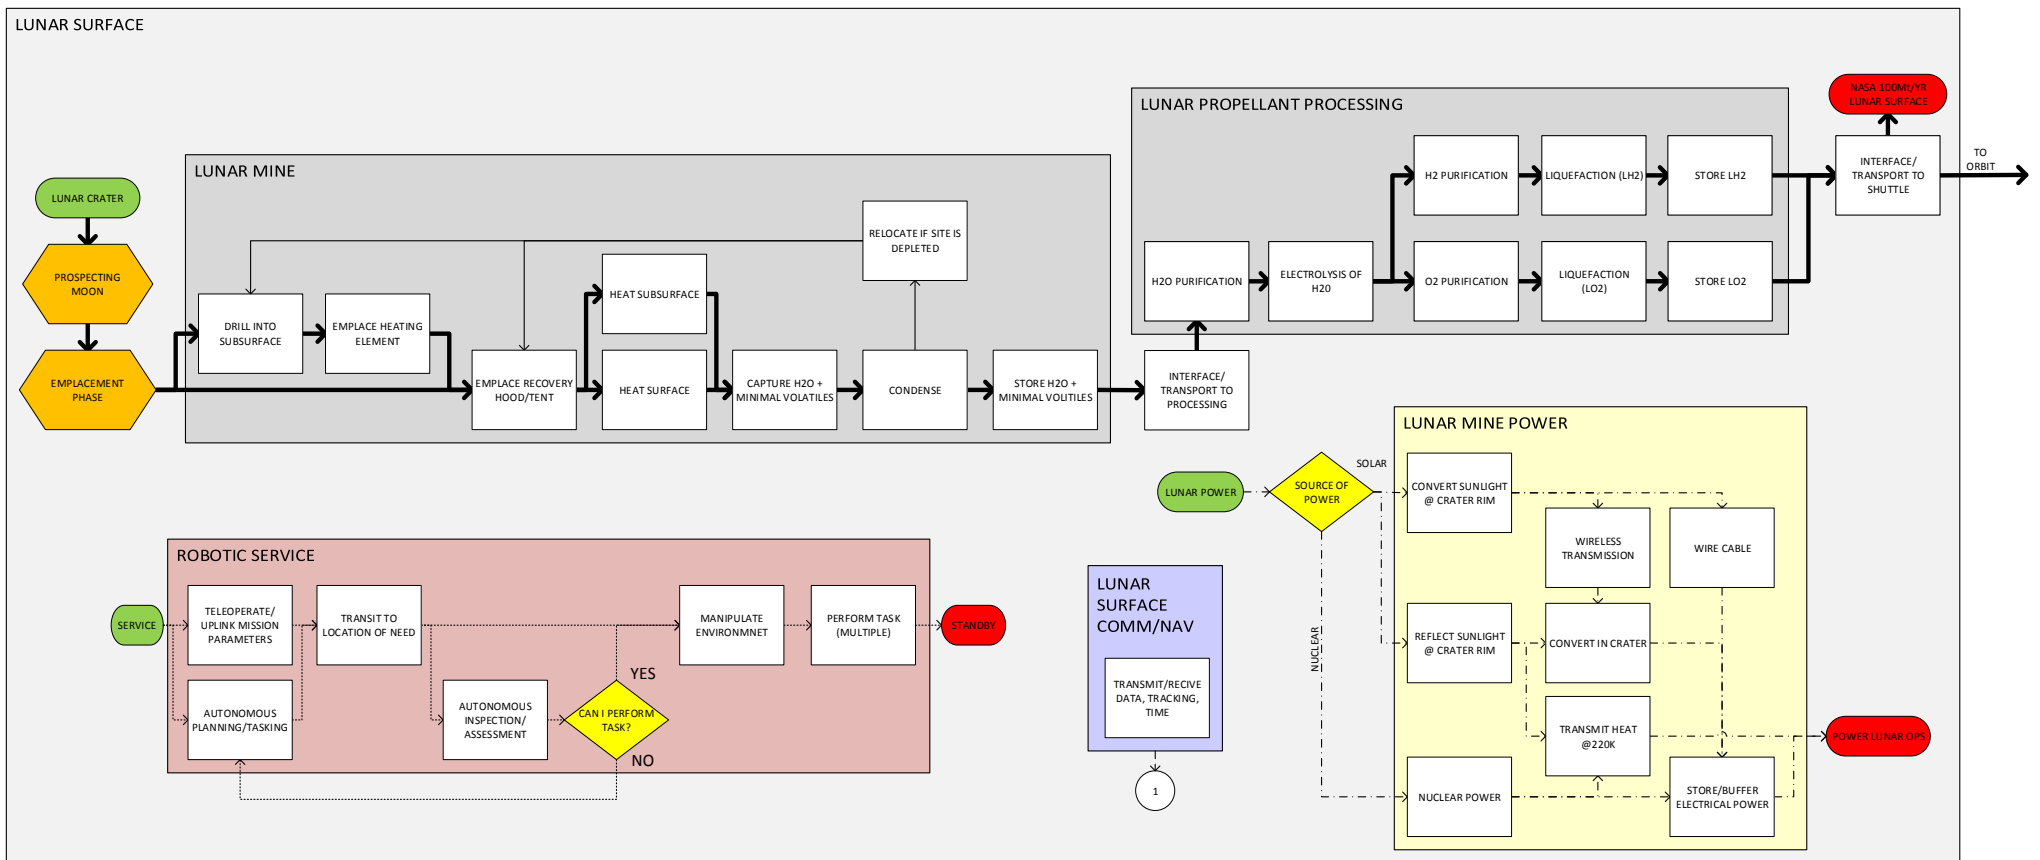 LUNAR SURFACE
LUNAR CRATER
PROSPECTING
MOON
EMPLACEMENT
PHASE
LUNAR MINE
DRILL INTO
SUBSURFACE
EMPLACE HEATING
ELEMENT
EMPLACE RECOVERY
HOOD/TENT
HEAT SUBSURFACE
HEAT SURFACE
CAPTURE H2O +
MINIMAL VOLATILES
RELOCATE IF SITE IS
DEPLETED
CONDENSE
STORE H2O +
MINIMAL VOLITILES
INTERFACE/
TRANSPORT TO
PROCESSING
LUNAR PROPELLANT PROCESSING
H2O PURIFICATION
ELECTROLYSIS OF
H20
H2 PURIFICATION
LIQUEFACTION (LH2)
STORE LH2
O2 PURIFICATION
LIQUEFACTION
(LO2)
STORE LO2
NASA 100Mt/YR
LUNAR SURFACE
INTERFACE/
TRANSPORT TO
SHUTTLE
TO
ORBIT
ROBOTIC SERVICE
SERVICE
TELEOPERATE/
UPLINK MISSION
PARAMETERS
TRANSIT TO
LOCATION OF NEED
AUTONOMOUS
PLANNING/TASKING
AUTONOMOUS
INSPECTION/
ASSESSMENT
CAN I PERFORM
TASK?
YES
NO
MANIPULATE
ENVIRONMNET
PERFORM TASK
(MULTIPLE)
STANDBY
LUNAR
SURFACE
COMM/NAV
TRANSMIT/RECIVE
DATA, TRACKING,
TIME
1
LUNAR POWER
SOURCE OF
POWER
SOLAR
NUCLEAR
LUNAR MINE POWER
CONVERT SUNLIGHT
@ CRATER RIM
WIRELESS
TRANSMISSION
WIRE CABLE
REFLECT SUNLIGHT
@ CRATER RIM
CONVERT IN CRATER
TRANSMIT HEAT
@220K
NUCLEAR POWER
STORE/BUFFER
ELECTRICAL POWER
POWER LUNAR OPS